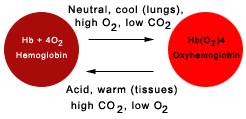 Neutral, cool (lungs),
high O₂, low CO₂
Hb + 4O₂
Hemoglobin
Hb(O₂)4
Oxyhemoglobin
Acid, warm (tissues)
high CO₂, low O₂